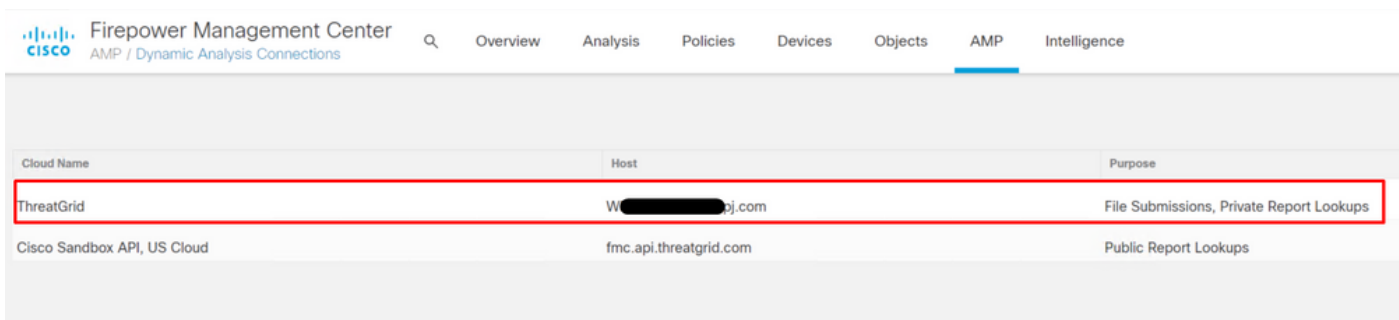 CISCO
Firepower Management Center
AMP / Dynamic Analysis Connections
Overview Analysis Policies Devices Objects AMP Intelligence
Cloud Name Host Purpose
ThreatGrid W pj.com File Submissions, Private Report Lookups
Cisco Sandbox API, US Cloud fmc.api.threatgrid.com Public Report Lookups